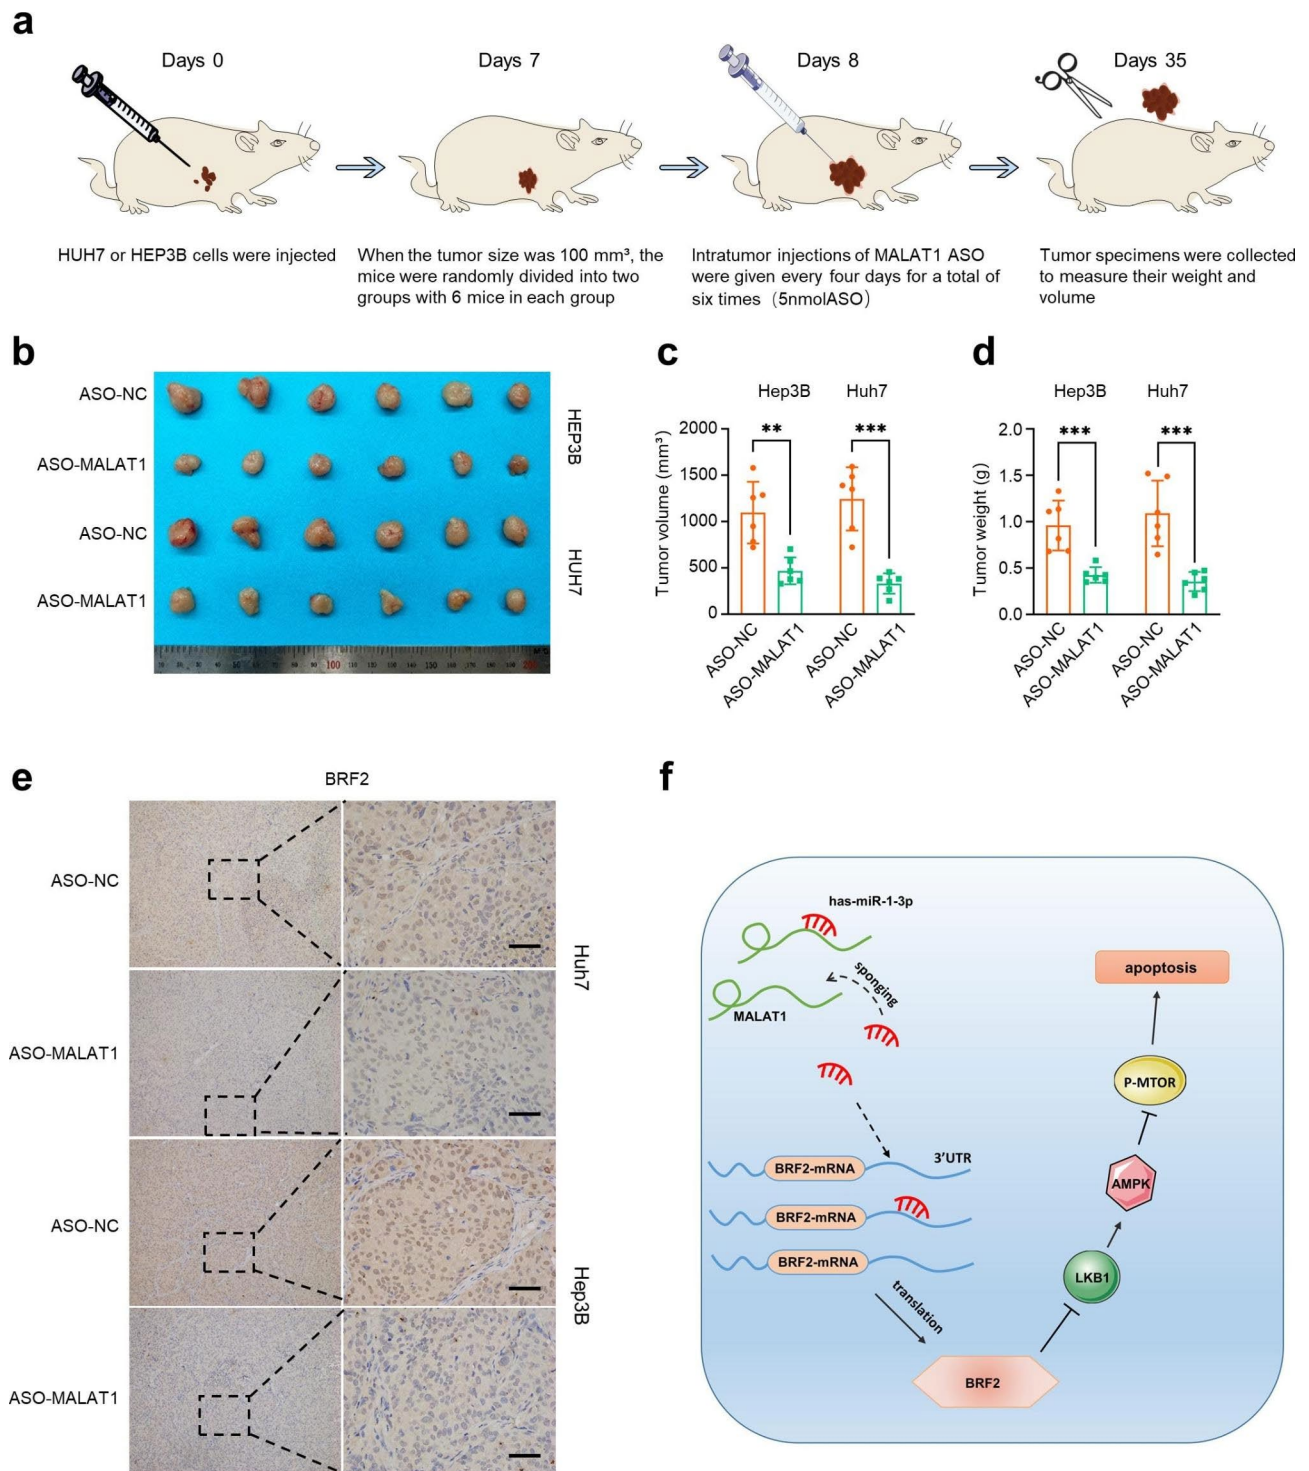 a
Days 0
Days 7
Days 8
Days 35
HUH7 or HEP3B cells were injected
When the tumor size was 100 mm³, the
mice were randomly divided into two
groups with 6 mice in each group
Intratumor injections of MALAT1 ASO
were given every four days for a total of
six times（5nmolASO）
Tumor specimens were collected
to measure their weight and
volume
b
ASO-NC
ASO-MALAT1
ASO-NC
ASO-MALAT1
HEP3B
HUH7
100
c
Hep3B
Huh7
Tumor volume (mm³)
2000
1500
1000
500
0
**
***
ASO-NC
ASO-MALAT1
ASO-NC
ASO-MALAT1
d
Hep3B
Huh7
Tumor weight (g)
2.0
1.5
1.0
0.5
0.0
***
***
ASO-NC
ASO-MALAT1
ASO-NC
ASO-MALAT1
e
BRF2
ASO-NC
ASO-MALAT1
Huh7
ASO-NC
ASO-MALAT1
Hep3B
f
has-miR-1-3p
sponging
MALAT1
3'UTR
BRF2-mRNA
BRF2-mRNA
BRF2-mRNA
translation
BRF2
LKB1
AMPK
P-MTOR
apoptosis